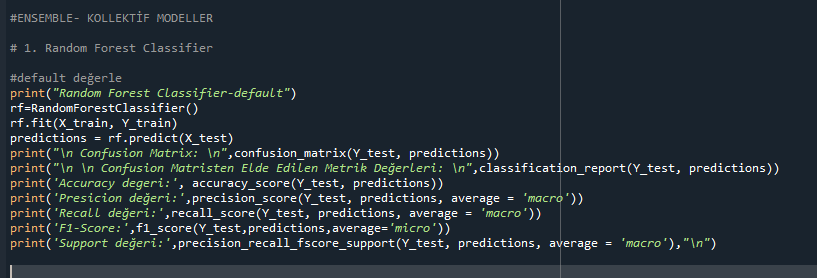 #ENSEMBLE- KOLLEKTİF MODELLER
# 1. Random Forest Classifier
#default değerle
print("Random Forest Classifier-default")
rf=RandomForestClassifier()
rf.fit(X_train, Y_train)
predictions = rf.predict(X_test)
print("\n Confusion Matrix: \n",confusion_matrix(Y_test, predictions))
print("\n \n Confusion Matristen Elde Edilen Metrik Değerleri: \n",classification_report(Y_test, predictions))
print('Accuracy degeri:', accuracy_score(Y_test, predictions))
print('Presicion değeri:',precision_score(Y_test, predictions, average = 'macro'))
print('Recall değeri:',recall_score(Y_test, predictions, average = 'macro'))
print('F1-Score:',f1_score(Y_test,predictions,average='micro'))
print('Support değeri:',precision_recall_fscore_support(Y_test, predictions, average = 'macro'),"\n")